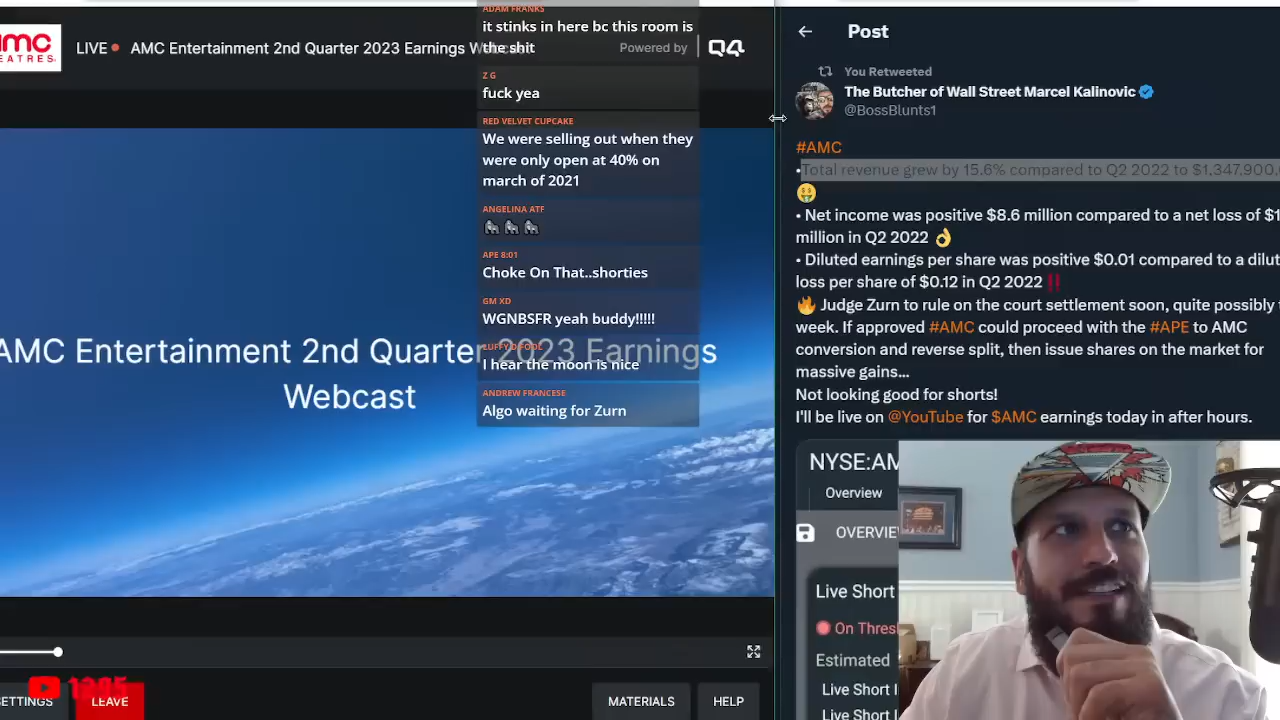 amc
THEATRES
LIVE
AMC Entertainment 2nd Quarter 2023 Earnings
Powered by
Q4
ADAM FRANKS
it stinks in here bc this room is
the shit
Z G
fuck yea
RED VELVET CUPCAKE
We were selling out when they
were only open at 40% on
march of 2021
ANGELINA ATF
🦍🦍🦍
APE 8:01
Choke On That..shorties
GM XD
WGNBSFR yeah buddy!!!!!
I hear the moon is nice
ANDREW FRANCESE
Algo waiting for Zurn
AMC Entertainment 2nd Quarter 2023 Earnings
Webcast
SETTINGS
LEAVE
MATERIALS
HELP
Post
You Retweeted
The Butcher of Wall Street Marcel Kalinovic
@BossBlunts1
#AMC
•Total revenue grew by 15.6% compared to Q2 2022 to $1,347,900.
🤑
• Net income was positive $8.6 million compared to a net loss of $1
million in Q2 2022 👌
• Diluted earnings per share was positive $0.01 compared to a dilut
loss per share of $0.12 in Q2 2022 ‼️
🔥 Judge Zurn to rule on the court settlement soon, quite possibly t
week. If approved #AMC could proceed with the #APE to AMC
conversion and reverse split, then issue shares on the market for
massive gains...
Not looking good for shorts!
I'll be live on @YouTube for $AMC earnings today in after hours.
NYSE:AM
Overview
OVERVIE
Live Short
On Thres
Estimated
Live Short I
Live Short I